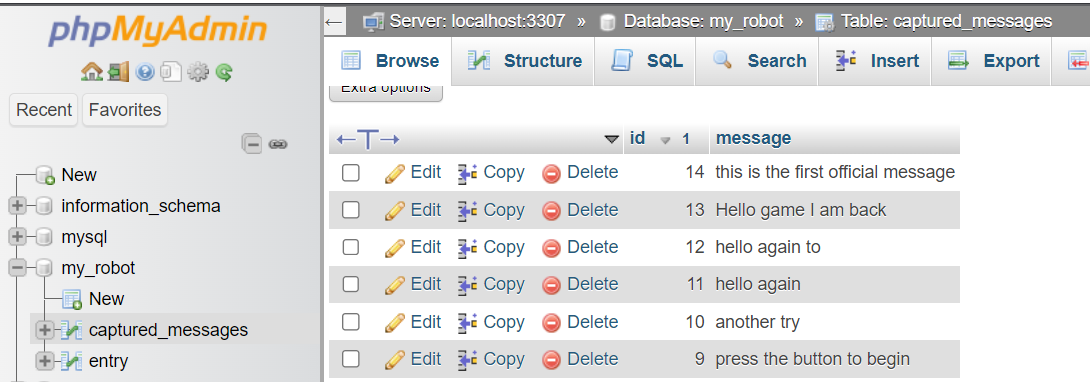 phpMyAdmin
Recent Favorites
New
information_schema
mysql
my_robot
New
captured_messages
entry
Server: localhost:3307 » Database: my_robot » Table: captured_messages
Browse Structure SQL Search Insert Export
Extra options
id 1 message
Edit Copy Delete 14 this is the first official message
Edit Copy Delete 13 Hello game I am back
Edit Copy Delete 12 hello again to
Edit Copy Delete 11 hello again
Edit Copy Delete 10 another try
Edit Copy Delete 9 press the button to begin